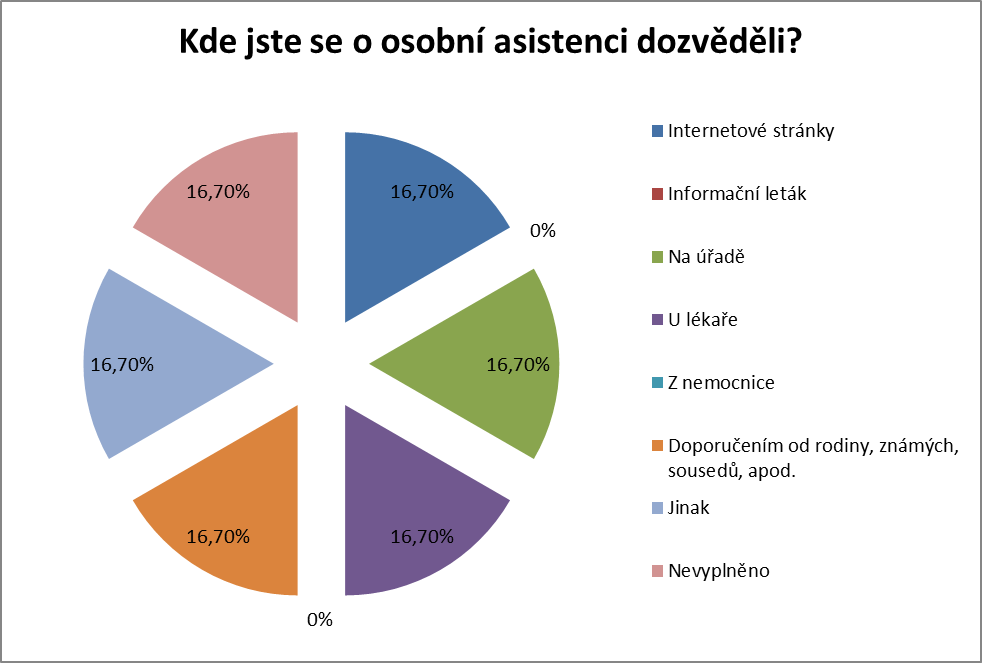 Kde jste se o osobní asistenci dozvěděli?
16,70%
16,70%
0%
16,70%
16,70%
16,70%
16,70%
0%
Internetové stránky
Informační leták
Na úřadě
U lékaře
Z nemocnice
Doporučením od rodiny, známých,
sousedů, apod.
Jinak
Nevyplněno